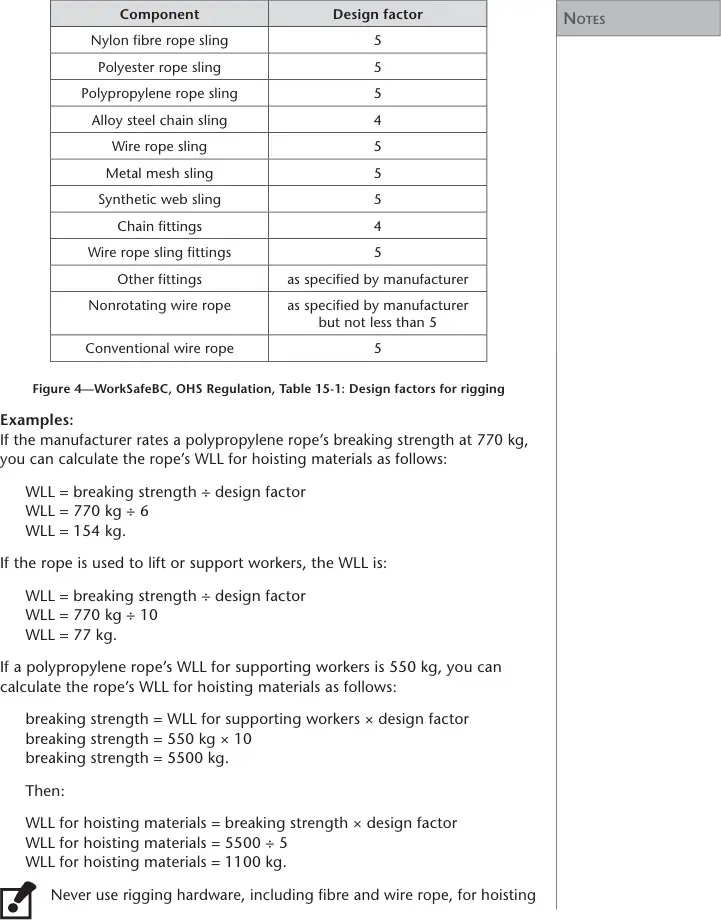 Component Design factor
Nylon fibre rope sling 5
Polyester rope sling 5
Polypropylene rope sling 5
Alloy steel chain sling 4
Wire rope sling 5
Metal mesh sling 5
Synthetic web sling 5
Chain fittings 4
Wire rope sling fittings 5
Other fittings as specified by manufacturer
Nonrotating wire rope as specified by manufacturer
but not less than 5
Conventional wire rope 5
Figure 4—WorkSafeBC, OHS Regulation, Table 15-1: Design factors for rigging
Examples:
If the manufacturer rates a polypropylene rope’s breaking strength at 770 kg,
you can calculate the rope’s WLL for hoisting materials as follows:
WLL = breaking strength ÷ design factor
WLL = 770 kg ÷ 6
WLL = 154 kg.
If the rope is used to lift or support workers, the WLL is:
WLL = breaking strength ÷ design factor
WLL = 770 kg ÷ 10
WLL = 77 kg.
If a polypropylene rope’s WLL for supporting workers is 550 kg, you can
calculate the rope’s WLL for hoisting materials as follows:
breaking strength = WLL for supporting workers × design factor
breaking strength = 550 kg × 10
breaking strength = 5500 kg.
Then:
WLL for hoisting materials = breaking strength × design factor
WLL for hoisting materials = 5500 ÷ 5
WLL for hoisting materials = 1100 kg.
Never use rigging hardware, including fibre and wire rope, for hoisting
NOTES